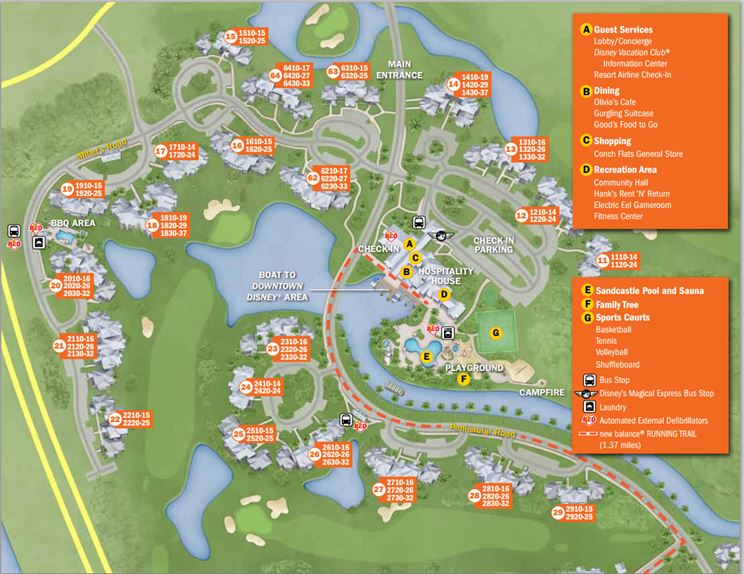 15
1510-15
1520-25
64
6410-17
6420-27
6430-33
63
6310-15
6320-25
MAIN
ENTRANCE
14
1410-19
1420-29
1430-37
17
1710-14
1720-24
16
1610-15
1620-25
13
1310-16
1320-26
1330-32
Miller's Road
62
6210-17
6220-27
6230-33
19
1910-15
1920-25
18
1810-19
1820-29
1830-37
12
1210-14
1220-24
BBQ AREA
AED
AED
CHECK-IN
AED
A
C
B
D
CHECK-IN
PARKING
11
1110-14
1120-24
HOSPITALITY
HOUSE
BOAT TO
DOWNTOWN
DISNEY® AREA
20
2010-16
2020-26
2030-32
21
2110-16
2120-26
2130-32
23
2310-16
2320-26
2330-32
AED
G
E
PLAYGROUND
F
CAMPFIRE
24
2410-14
2420-24
22
2210-15
2220-25
25
2510-15
2520-25
26
2610-16
2620-26
2630-32
AED
Peninsular Road
27
2710-16
2720-26
2730-32
28
2810-16
2820-26
2830-32
29
2910-15
2920-25
A Guest Services
Lobby/Concierge
Disney Vacation Club®
Information Center
Resort Airline Check-In
B Dining
Olivia's Cafe
Gurgling Suitcase
Good's Food to Go
C Shopping
Conch Flats General Store
D Recreation Area
Community Hall
Hank's Rent 'N' Return
Electric Eel Gameroom
Fitness Center
E Sandcastle Pool and Sauna
F Family Tree
G Sports Courts
Basketball
Tennis
Volleyball
Shuffleboard
Bus Stop
Disney's Magical Express Bus Stop
Laundry
AED Automated External Defibrillators
new balance® RUNNING TRAIL
(1.37 miles)